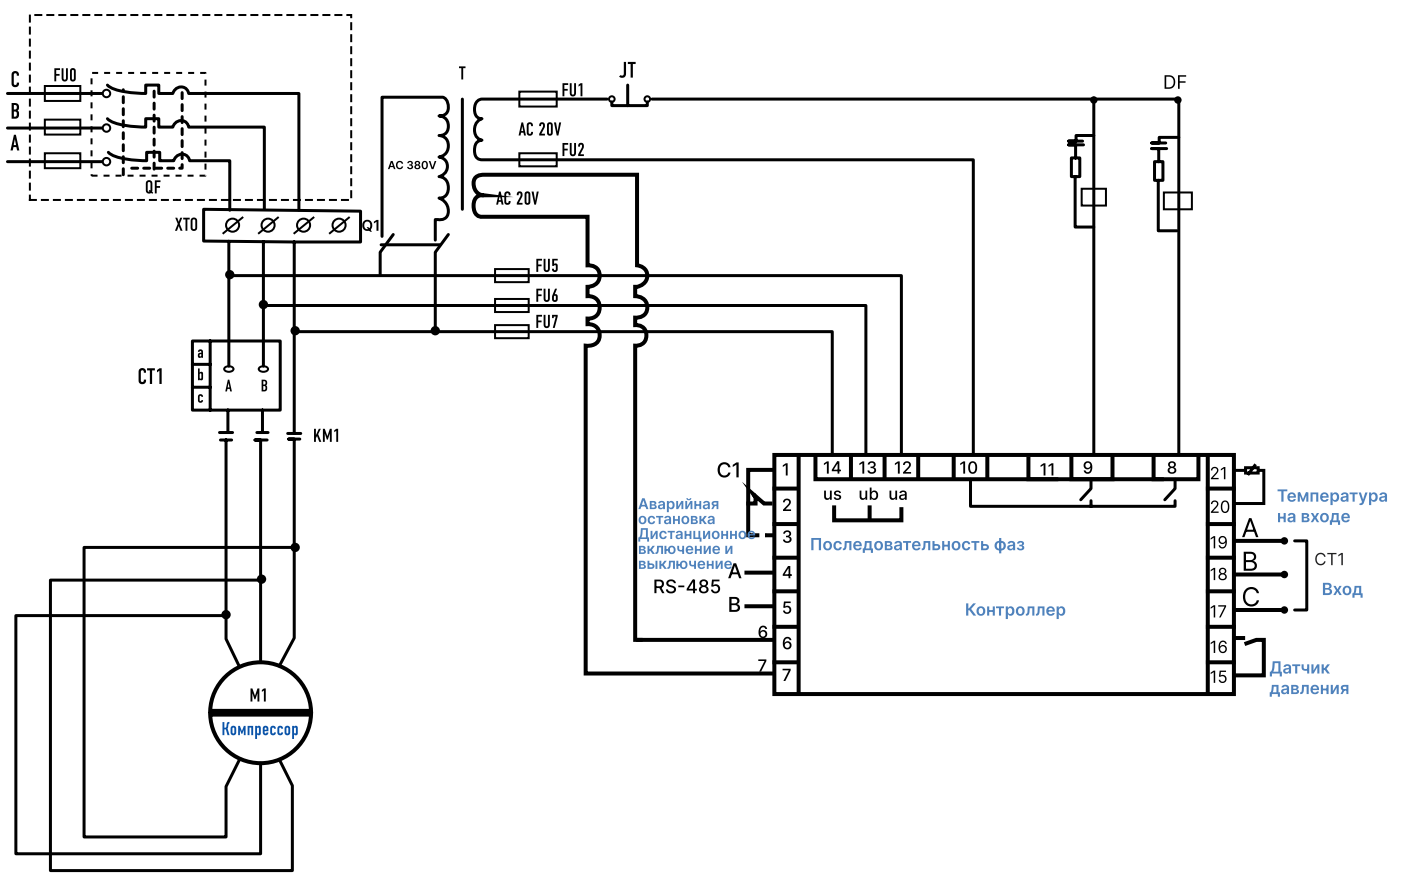 C
FU0
B
A
QF
XT0
Q1
T
AC 380V
FU1
AC 20V
FU2
AC 20V
JT
DF
FU5
FU6
FU7
CT1
a
b
c
A
B
KM1
M1
Компрессор
C1
Аварийная
остановка
Дистанционное
включение и
выключение
RS-485
A
B
6
7
1
2
3
4
5
6
7
14
13
12
10
11
9
8
us
ub
ua
Последовательность фаз
Контроллер
21
20
19
18
17
16
15
Температура
на входе
A
B
C
CT1
Вход
Датчик
давления